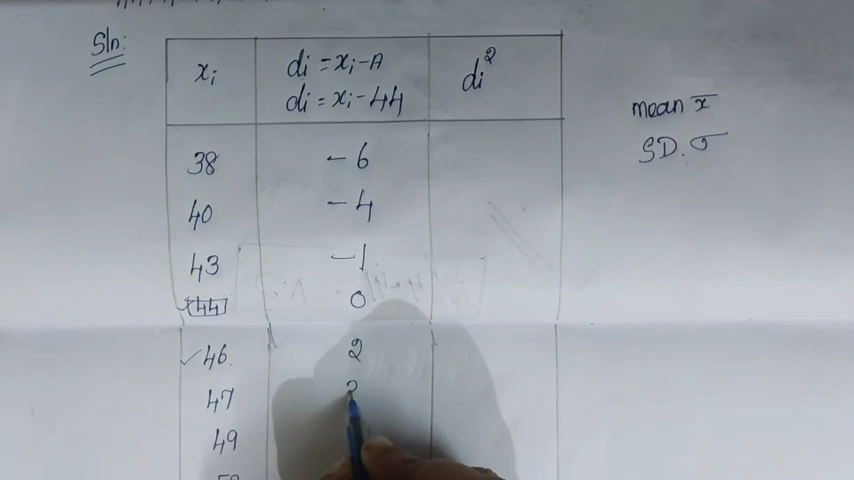 Sln:
xi di = xi - A di²
di = xi - 44
mean x̄
SD. σ
38 -6
40 -4
43 -1
44 0
46. 2
47
49